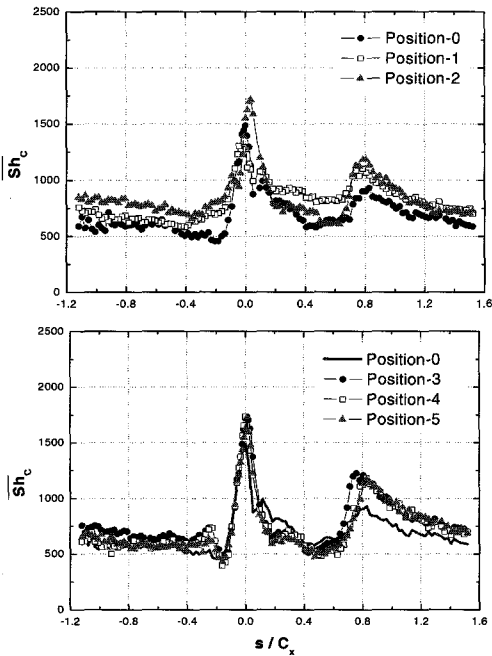 2500
2000
1500
1000
500
0
Sh_C
Position-0
Position-1
Position-2
-1.2 -0.8 -0.4 0.0 0.4 0.8 1.2 1.6
2500
2000
1500
1000
500
0
Sh_C
Position-0
Position-3
Position-4
Position-5
-1.2 -0.8 -0.4 0.0 0.4 0.8 1.2 1.6
s / C_x